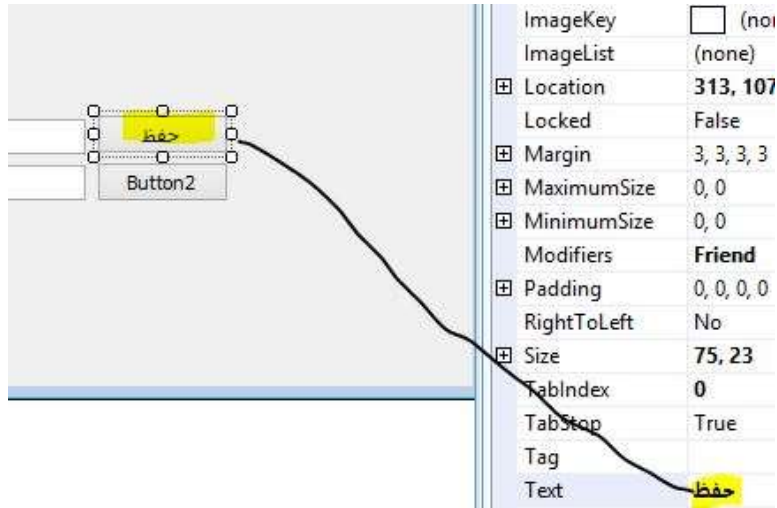 حفظ
Button2
ImageKey (nor
ImageList (none)
Location 313, 107
Locked False
Margin 3, 3, 3, 3
MaximumSize 0, 0
MinimumSize 0, 0
Modifiers Friend
Padding 0, 0, 0, 0
RightToLeft No
Size 75, 23
TabIndex 0
TabStop True
Tag
Text حفظ